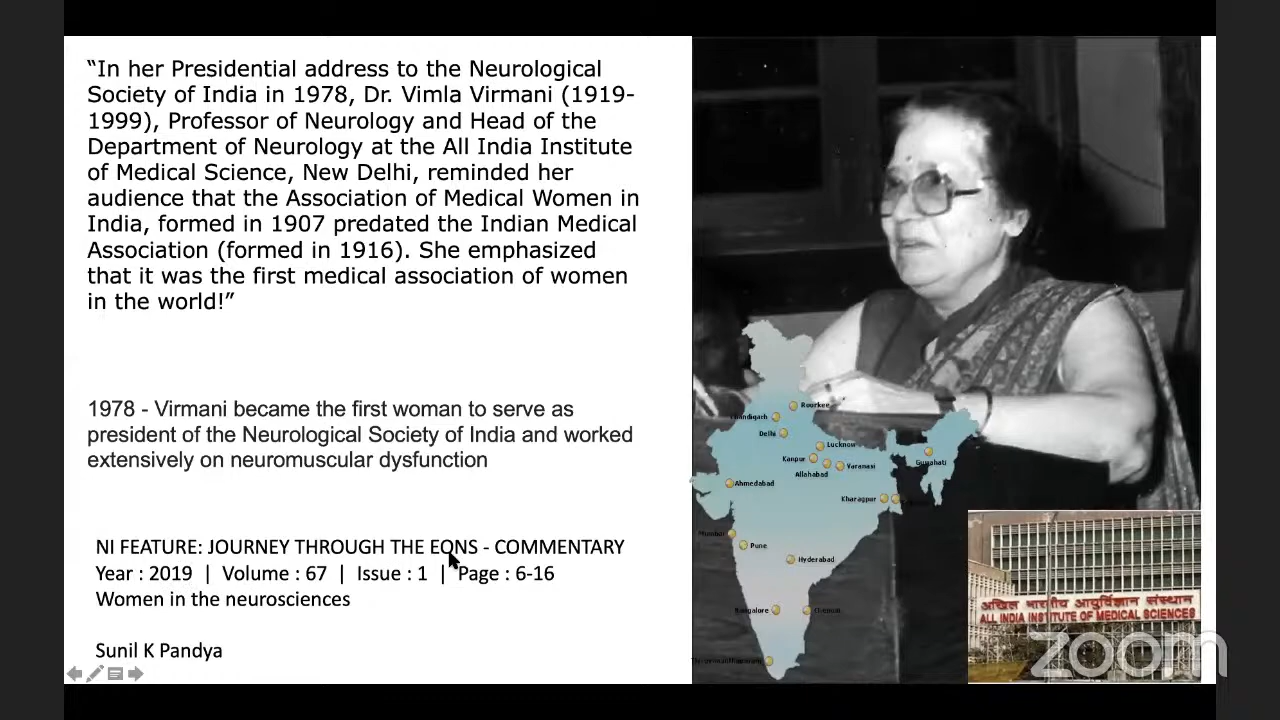 “In her Presidential address to the Neurological
Society of India in 1978, Dr. Vimla Virmani (1919-
1999), Professor of Neurology and Head of the
Department of Neurology at the All India Institute
of Medical Science, New Delhi, reminded her
audience that the Association of Medical Women in
India, formed in 1907 predated the Indian Medical
Association (formed in 1916). She emphasized
that it was the first medical association of women
in the world!”
1978 - Virmani became the first woman to serve as
president of the Neurological Society of India and worked
extensively on neuromuscular dysfunction
NI FEATURE: JOURNEY THROUGH THE EONS - COMMENTARY
Year : 2019 | Volume : 67 | Issue : 1 | Page : 6-16
Women in the neurosciences
Sunil K Pandya
Roorkee
Chandigarh
Delhi
Lucknow
Kanpur
Varanasi
Allahabad
Guwahati
Ahmedabad
Kharagpur
Mumbai
Pune
Hyderabad
Bangalore
Chennai
अखिल भारतीय आयुर्विज्ञान संस्थान
ALL INDIA INSTITUTE OF MEDICAL SCIENCES
zoom